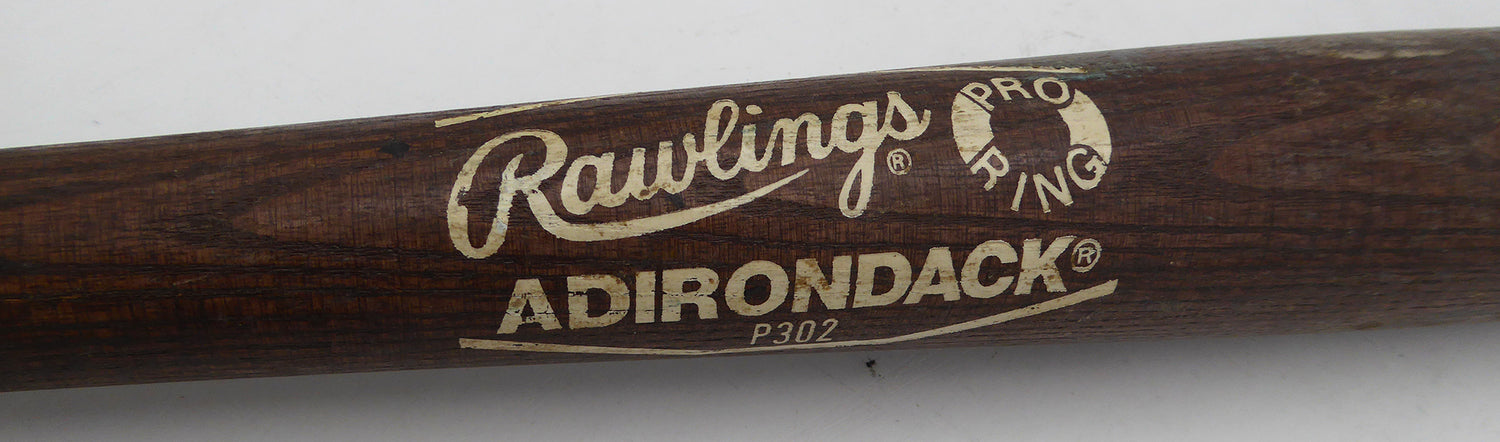 Rawlings®
PRO
RING
ADIRONDACK®
P302